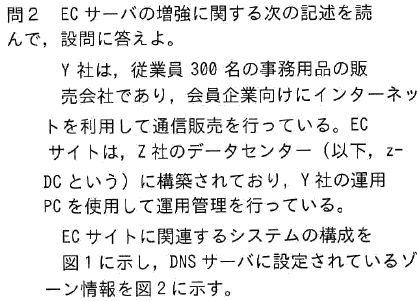 問2 ECサーバの増強に関する次の記述を読
んで，設問に答えよ。
Y社は，従業員300名の事務用品の販
売会社であり，会員企業向けにインターネッ
トを利用して通信販売を行っている。EC
サイトは，Z社のデータセンター（以下，z-
DCという）に構築されており，Y社の運用
PCを使用して運用管理を行っている。
ECサイトに関連するシステムの構成を
図1に示し，DNSサーバに設定されているゾ
ーン情報を図2に示す。